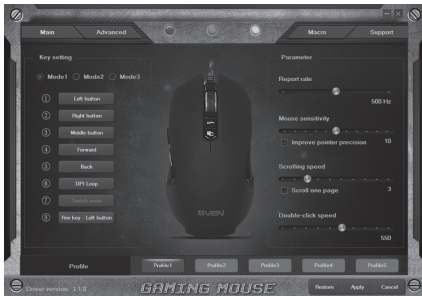 Main Advanced Macro Support
Key setting
Mode1 Mode2 Mode3
1 Left button
2 Right button
3 Middle button
4 Forward
5 Back
6 DPI Loop
7 Switch mode
8 Fire key - Left button
SVEN
Parameter
Report rate
500 Hz
Mouse sensitivity
Improve pointer precision 10
Scrolling speed
Scroll one page 3
Double-click speed
550
Profile Profile1 Profile2 Profile3 Profile4 Profile5
Driver version: 1.1.0 GAMING MOUSE Restore Apply Cancel